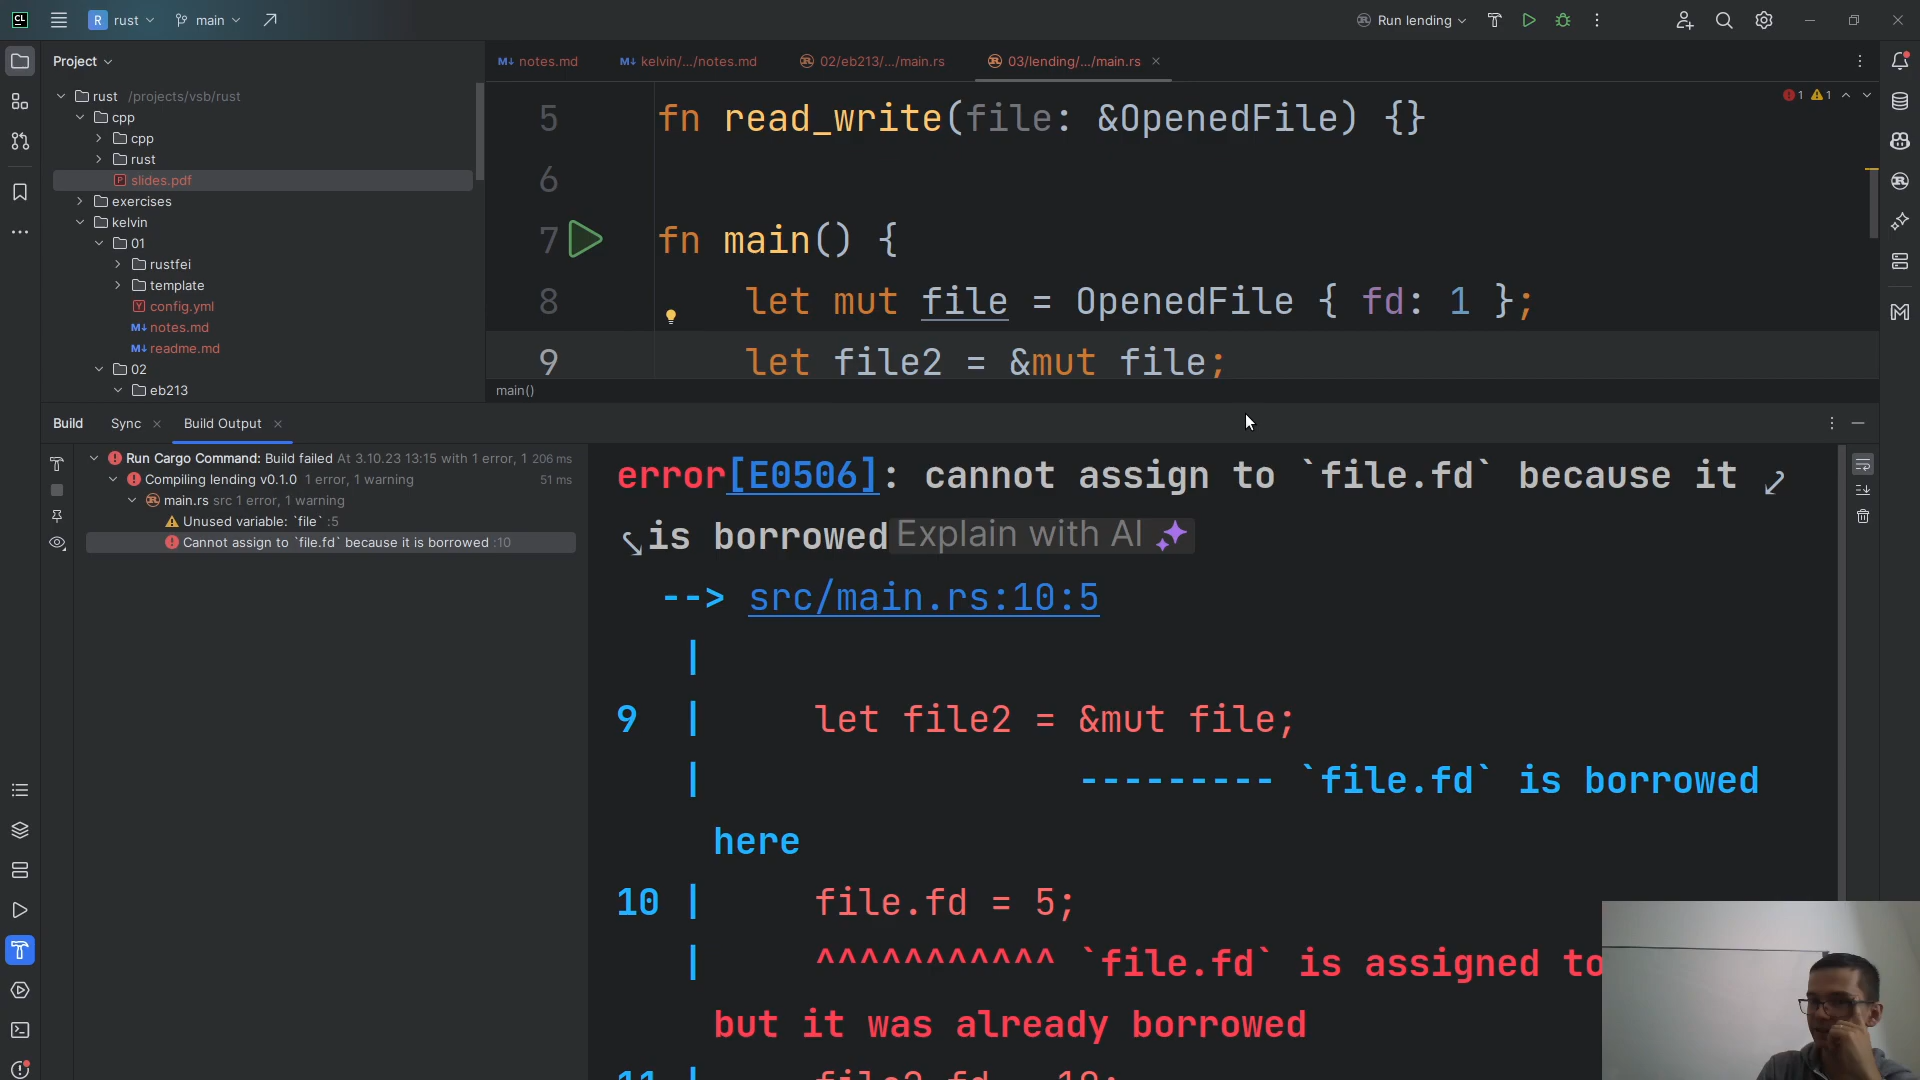 CL
R rust
main
Run lending
Project
notes.md
kelvin/.../notes.md
02/eb213/.../main.rs
03/lending/.../main.rs
rust /projects/vsb/rust
cpp
cpp
rust
slides.pdf
exercises
kelvin
01
rustfei
template
config.yml
notes.md
readme.md
02
eb213
1 1
5 fn read_write(file: &OpenedFile) {}
6
7 fn main() {
8 let mut file = OpenedFile { fd: 1 };
9 let file2 = &mut file;
main()
Build
Sync
Build Output
Run Cargo Command: Build failed At 3.10.23 13:15 with 1 error, 1 206 ms
Compiling lending v0.1.0 1 error, 1 warning 51 ms
main.rs src 1 error, 1 warning
Unused variable: `file` :5
Cannot assign to `file.fd` because it is borrowed :10
error[E0506]: cannot assign to `file.fd` because it
is borrowed Explain with AI
--> src/main.rs:10:5
|
9 | let file2 = &mut file;
| --------- `file.fd` is borrowed
here
10 | file.fd = 5;
| ^^^^^^^^^^^ `file.fd` is assigned to
but it was already borrowed
11 | file2.fd = 10;